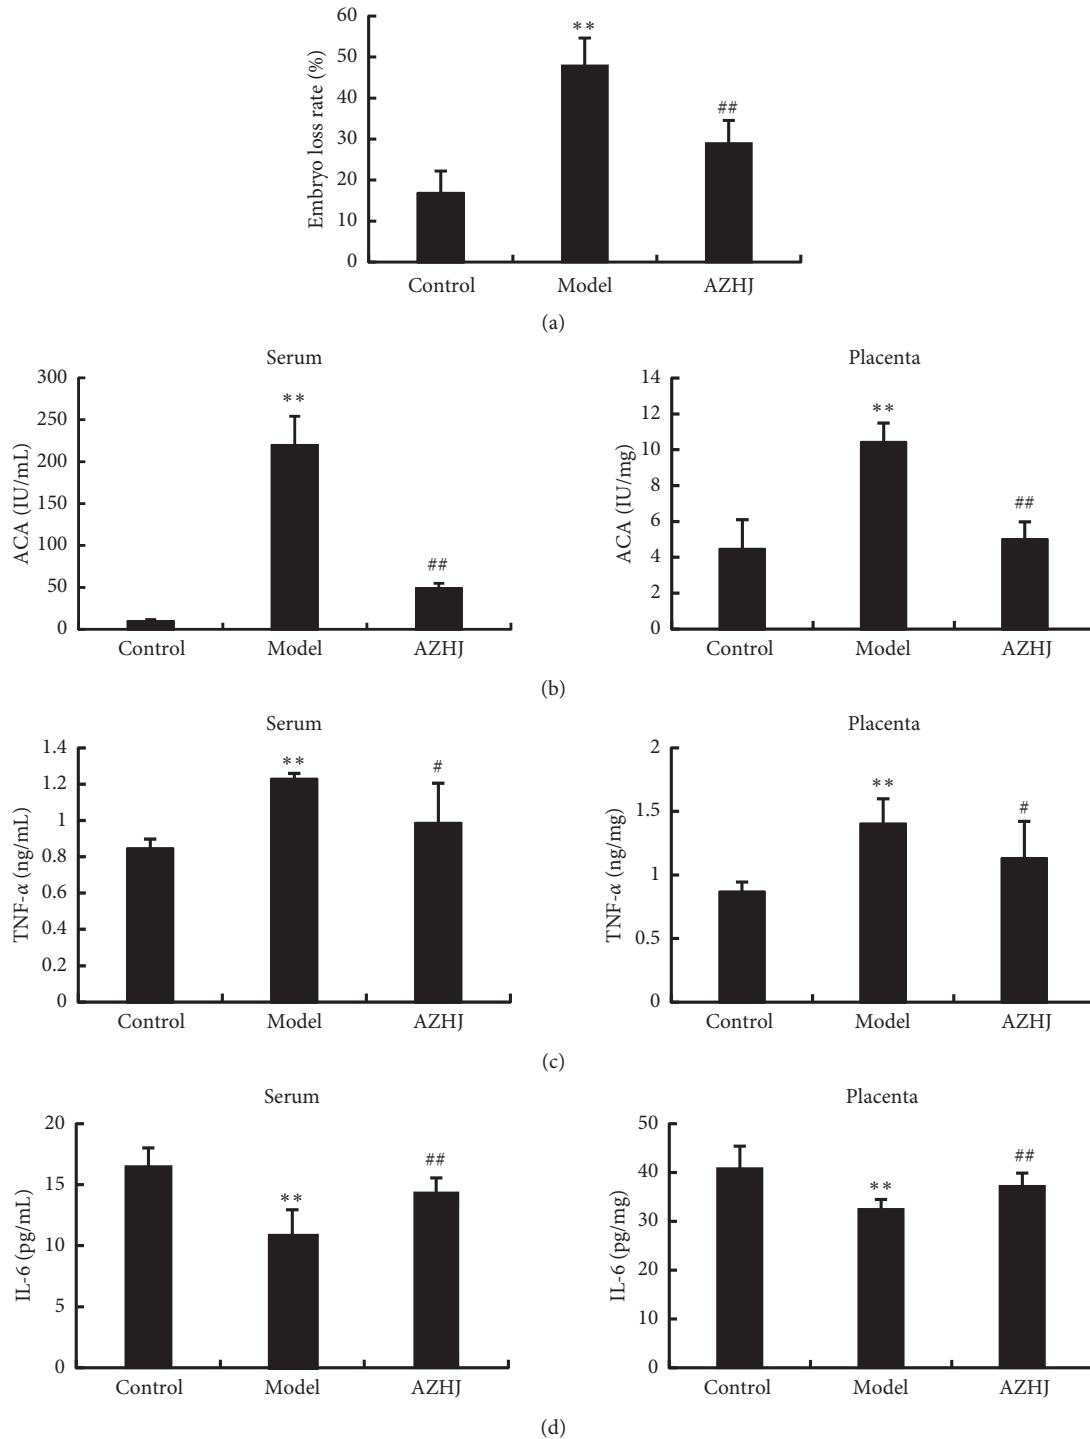 60
50
40
30
20
10
0
Embryo loss rate (%)
**
##
Control Model AZHJ
(a)
Serum
300
250
200
150
100
50
0
ACA (IU/mL)
**
##
Control Model AZHJ
Placenta
14
12
10
8
6
4
2
0
ACA (IU/mg)
**
##
Control Model AZHJ
(b)
Serum
1.4
1.2
1
0.8
0.6
0.4
0.2
0
TNF-α (ng/mL)
**
#
Control Model AZHJ
Placenta
2
1.5
1
0.5
0
TNF-α (ng/mg)
**
#
Control Model AZHJ
(c)
Serum
20
15
10
5
0
IL-6 (pg/mL)
**
##
Control Model AZHJ
Placenta
50
40
30
20
10
0
IL-6 (pg/mg)
**
##
Control Model AZHJ
(d)